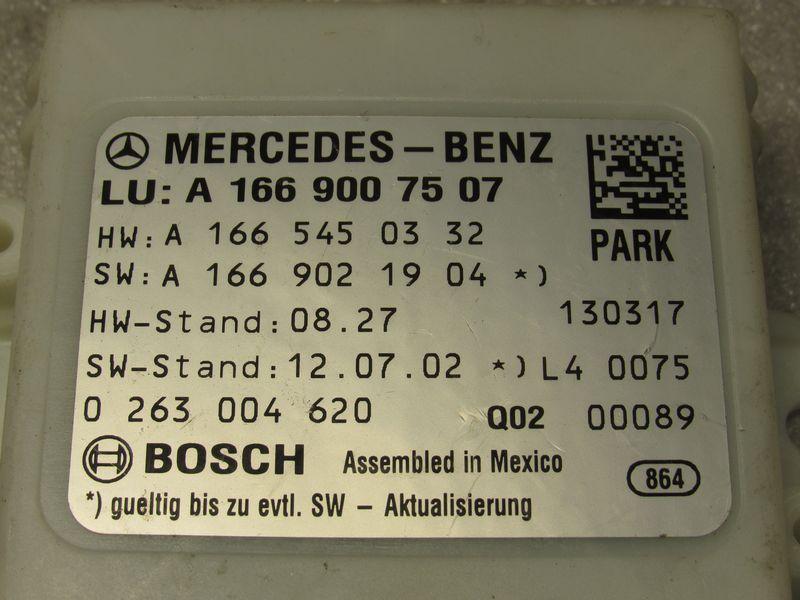 MERCEDES-BENZ
LU: A 166 900 75 07
HW: A 166 545 03 32
PARK
SW: A 166 902 19 04 *)
HW-Stand: 08.27 130317
SW-Stand: 12.07.02 *) L4 0075
0 263 004 620 Q02 00089
BOSCH Assembled in Mexico 864
*) gueltig bis zu evtl. SW - Aktualisierung